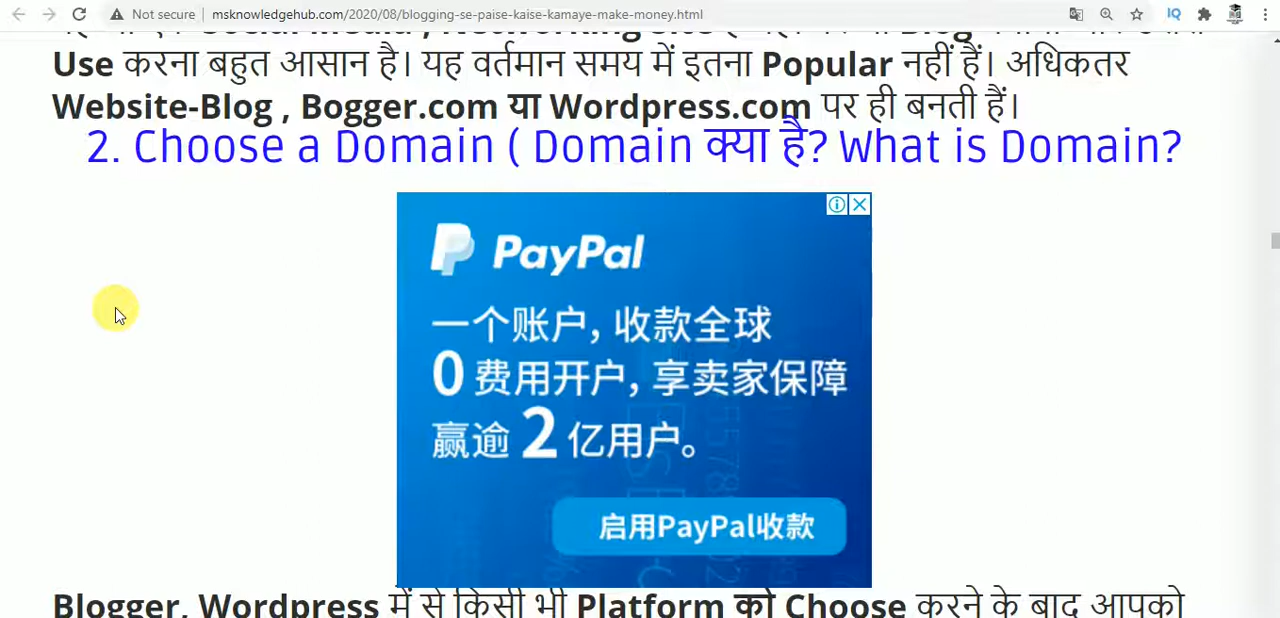 Not secure | msknowledgehub.com/2020/08/blogging-se-paise-kaise-kamaye-make-money.html
IQ
Use करना बहुत आसान है। यह वर्तमान समय में इतना Popular नहीं हैं। अधिकतर
Website-Blog , Bogger.com या Wordpress.com पर ही बनती हैं।
2. Choose a Domain ( Domain क्या है? What is Domain?
PayPal
一个账户, 收款全球
0 费用开户, 享卖家保障
赢逾 2 亿用户。
启用PayPal收款
Blogger, Wordpress में से किसी भी Platform को Choose करने के बाद आपको